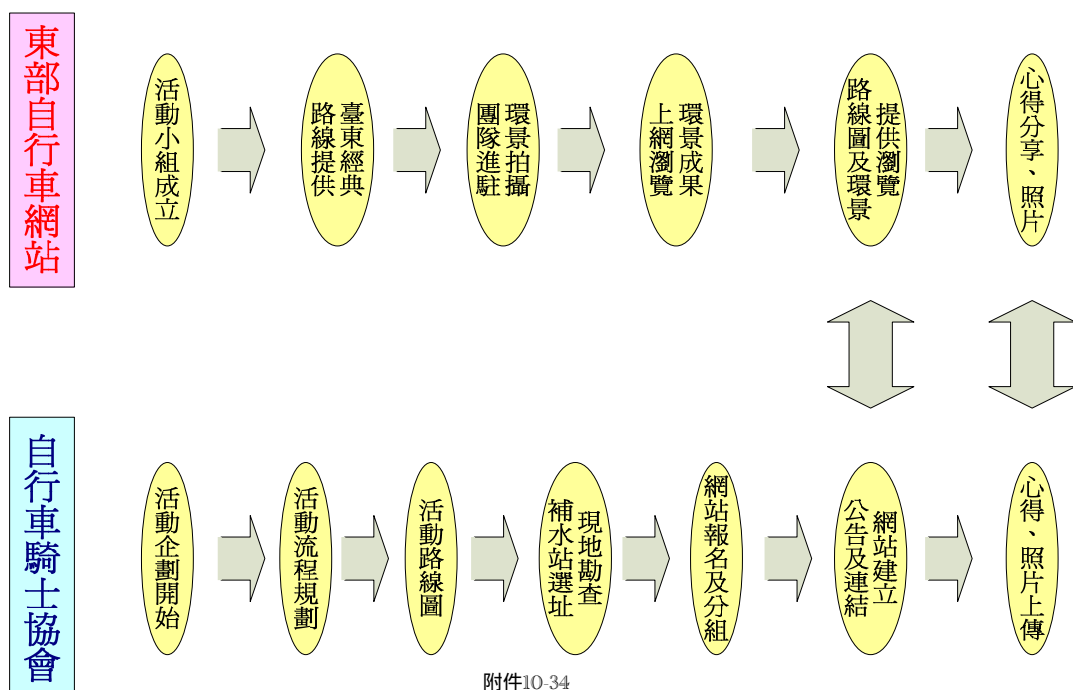 東部自行車網站
活動小組成立
臺東經典
路線提供
環景拍攝
團隊進駐
環景成果
上網瀏覽
提供瀏覽
路線圖及環景
心得分享、照片
自行車騎士協會
活動企劃開始
活動流程規劃
活動路線圖
現地勘查
補水站選址
網站報名及分組
網站建立
公告及連結
心得、照片上傳
附件10-34